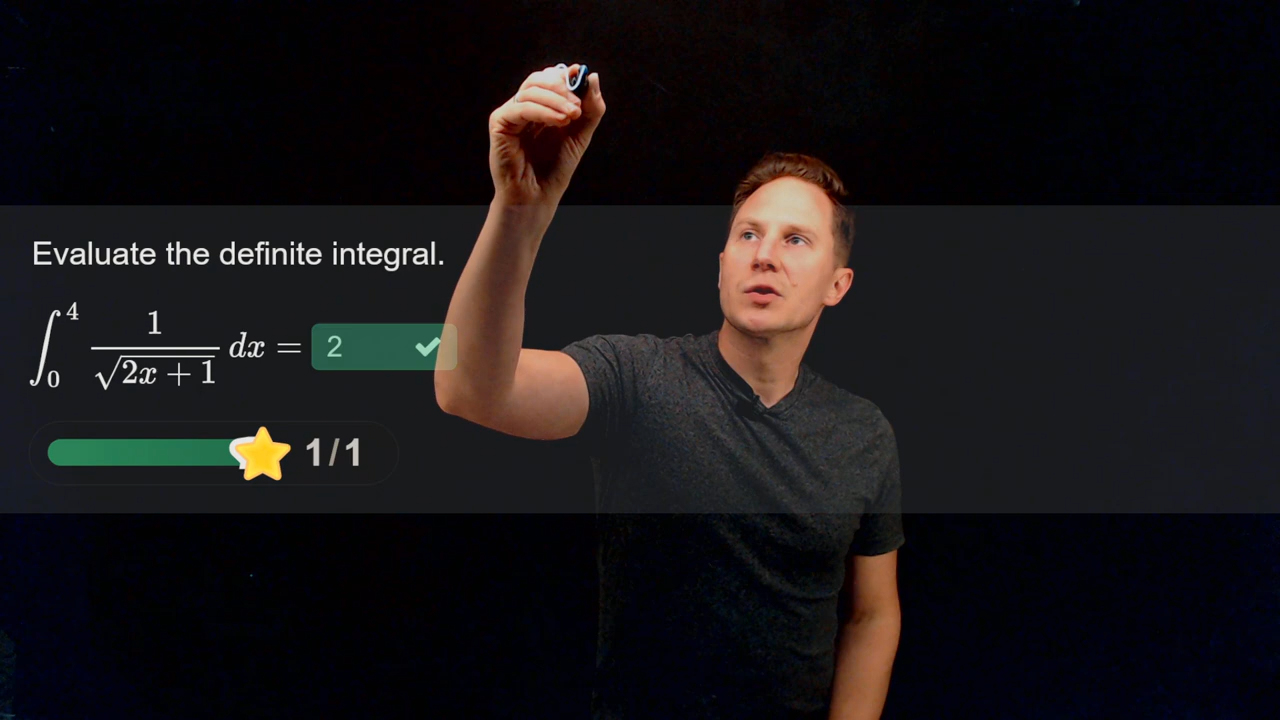 Evaluate the definite integral.
∫₀⁴ 1/√(2x + 1) dx = 2 ✔
1/1